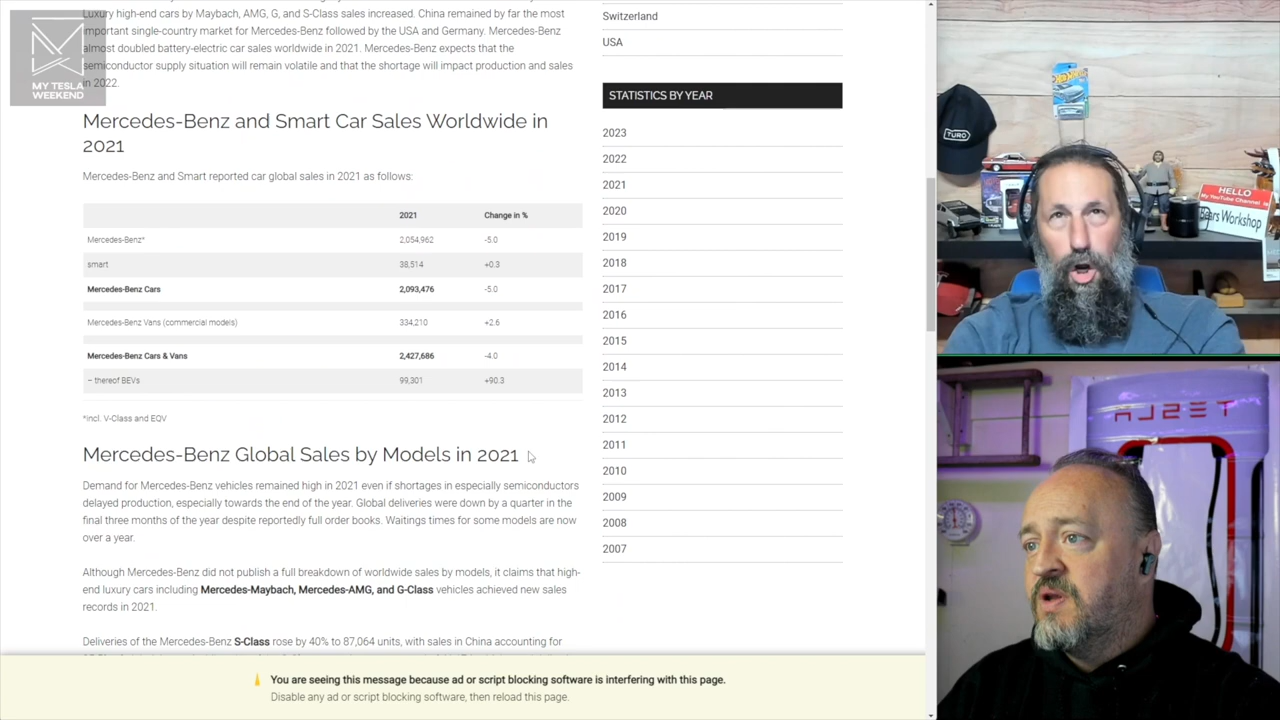 Luxury high-end cars by Maybach, AMG, G, and S-Class sales increased. China remained by far the most
important single-country market for Mercedes-Benz followed by the USA and Germany. Mercedes-Benz
almost doubled battery-electric car sales worldwide in 2021. Mercedes-Benz expects that the
semiconductor supply situation will remain volatile and that the shortage will impact production and sales
in 2022.
MY TESLA
WEEKEND
Mercedes-Benz and Smart Car Sales Worldwide in
2021
Mercedes-Benz and Smart reported car global sales in 2021 as follows:
2021 Change in %
Mercedes-Benz* 2,054,962 -5.0
smart 38,514 +0.3
Mercedes-Benz Cars 2,093,476 -5.0
Mercedes-Benz Vans (commercial models) 334,210 +2.6
Mercedes-Benz Cars & Vans 2,427,686 -4.0
– thereof BEVs 99,301 +90.3
*incl. V-Class and EQV
Mercedes-Benz Global Sales by Models in 2021
Demand for Mercedes-Benz vehicles remained high in 2021 even if shortages in especially semiconductors
delayed production, especially towards the end of the year. Global deliveries were down by a quarter in the
final three months of the year despite reportedly full order books. Waitings times for some models are now
over a year.
Although Mercedes-Benz did not publish a full breakdown of worldwide sales by models, it claims that high-
end luxury cars including Mercedes-Maybach, Mercedes-AMG, and G-Class vehicles achieved new sales
records in 2021.
Deliveries of the Mercedes-Benz S-Class rose by 40% to 87,064 units, with sales in China accounting for
Switzerland
USA
STATISTICS BY YEAR
2023
2022
2021
2020
2019
2018
2017
2016
2015
2014
2013
2012
2011
2010
2009
2008
2007
You are seeing this message because ad or script blocking software is interfering with this page.
Disable any ad or script blocking software, then reload this page.
TURO
HELLO
My YouTube Channel is
Bears Workshop
TESLA